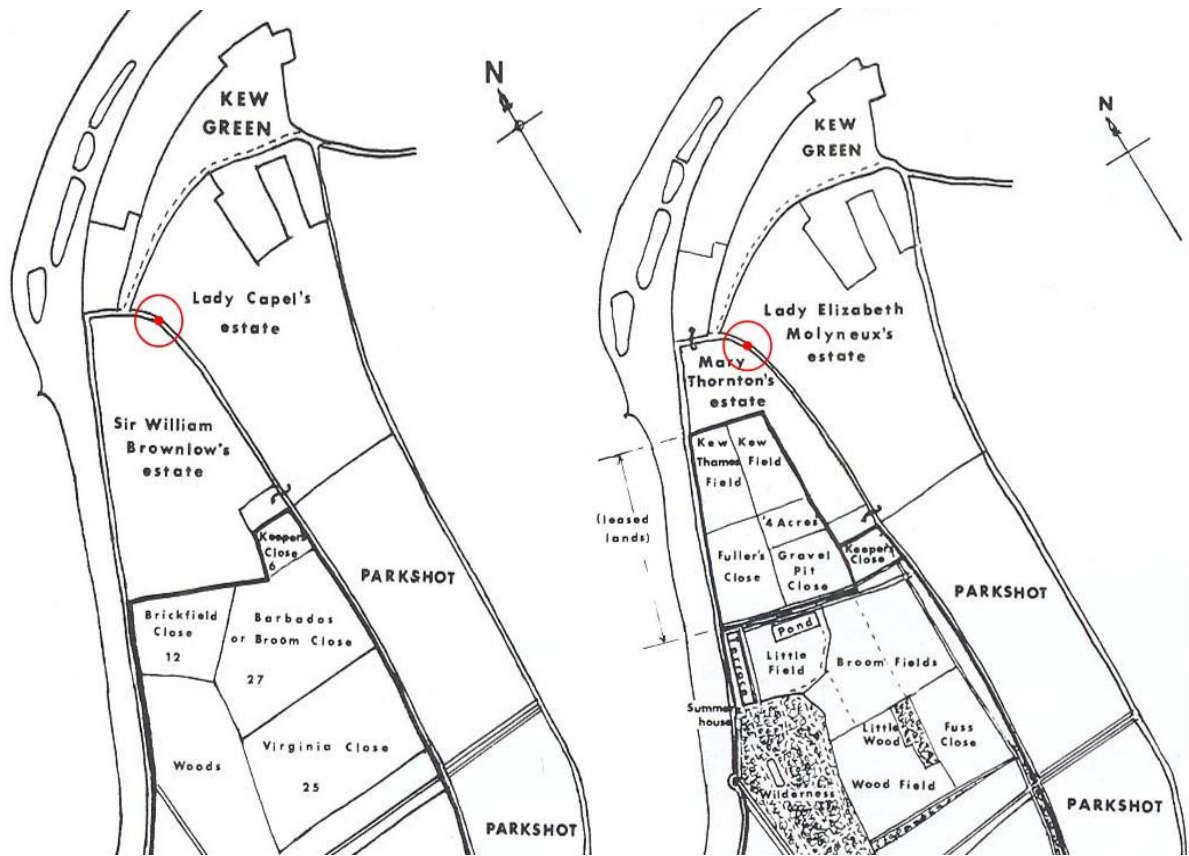 N
KEW
GREEN
Lady Capel's
estate
Sir William
Brownlow's
estate
Keeper's
Close
6
PARKSHOT
Brickfield
Close
12
Barbados
or Broom Close
27
Woods
Virginia Close
25
PARKSHOT
N
KEW
GREEN
Lady Elizabeth
Molyneux's
estate
Mary
Thornton's
estate
Kew
Thames
Field
Kew
Field
(leased
lands)
'4 Acres'
Fuller's
Close
Gravel
Pit
Close
Keeper's
Close
PARKSHOT
Pond
Terrace
Little
Field
Broom Fields
Summer
house
Little
Wood
Fuss
Close
Wilderness
Wood Field
PARKSHOT